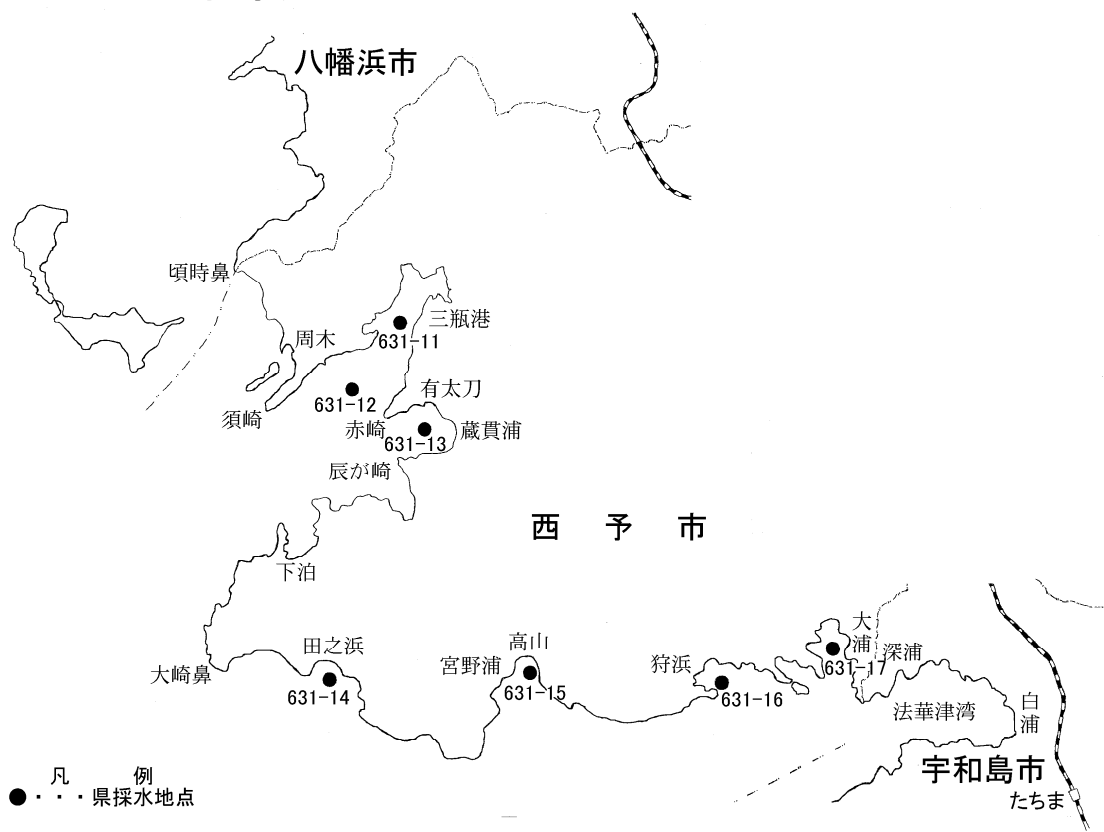 八幡浜市
頃時鼻
三瓶港
周木
631-11
有太刀
631-12
須崎
赤崎
蔵貫浦
631-13
辰が崎
西予市
下泊
大浦
田之浜
高山
深浦
大崎鼻
宮野浦
狩浜
631-17
631-14
631-15
631-16
白浦
法華津湾
宇和島市
たちま
凡例
●・・・県採水地点